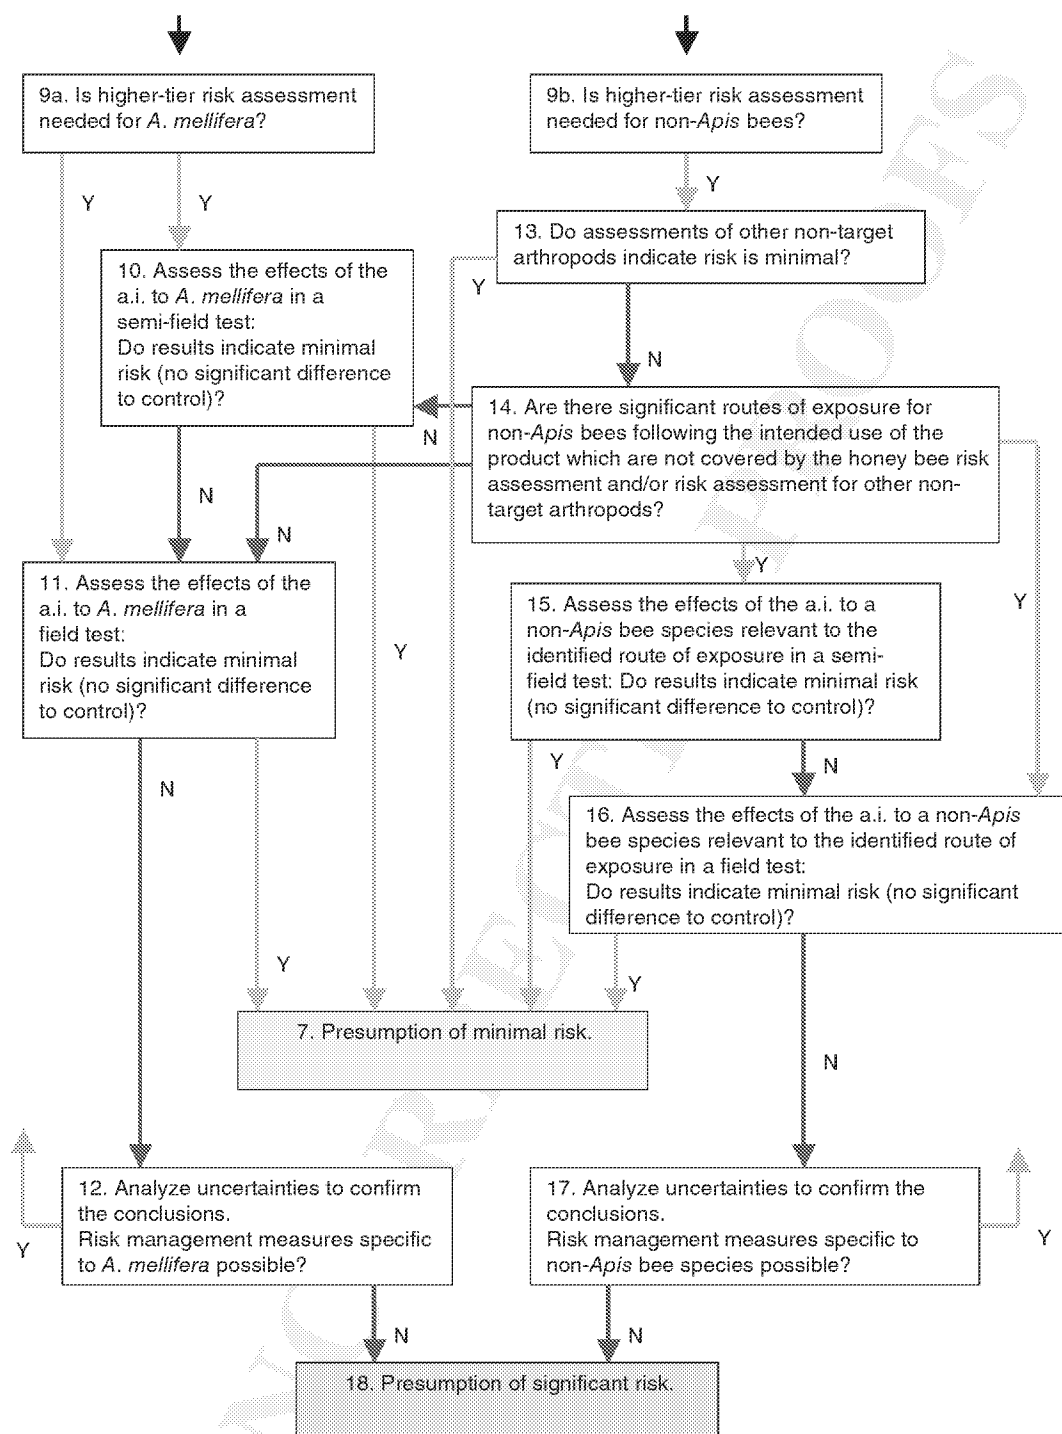 9a. Is higher-tier risk assessment
needed for A. mellifera?
9b. Is higher-tier risk assessment
needed for non-Apis bees?
Y
Y
Y
13. Do assessments of other non-target
arthropods indicate risk is minimal?
Y
N
10. Assess the effects of the
a.i. to A. mellifera in a
semi-field test:
Do results indicate minimal
risk (no significant difference
to control)?
14. Are there significant routes of exposure for
non-Apis bees following the intended use of the
product which are not covered by the honey bee risk
assessment and/or risk assessment for other non-
target arthropods?
N
N
N
Y
Y
11. Assess the effects of the
a.i. to A. mellifera in a
field test:
Do results indicate minimal
risk (no significant difference
to control)?
Y
15. Assess the effects of the a.i. to a
non-Apis bee species relevant to the
identified route of exposure in a semi-
field test: Do results indicate minimal risk
(no significant difference to control)?
Y
N
N
16. Assess the effects of the a.i. to a non-Apis
bee species relevant to the identified route of
exposure in a field test:
Do results indicate minimal risk (no significant
difference to control)?
Y
Y
7. Presumption of minimal risk.
N
12. Analyze uncertainties to confirm
the conclusions.
Risk management measures specific
to A. mellifera possible?
Y
17. Analyze uncertainties to confirm the
conclusions.
Risk management measures specific to
non-Apis bee species possible?
Y
N
N
18. Presumption of significant risk.